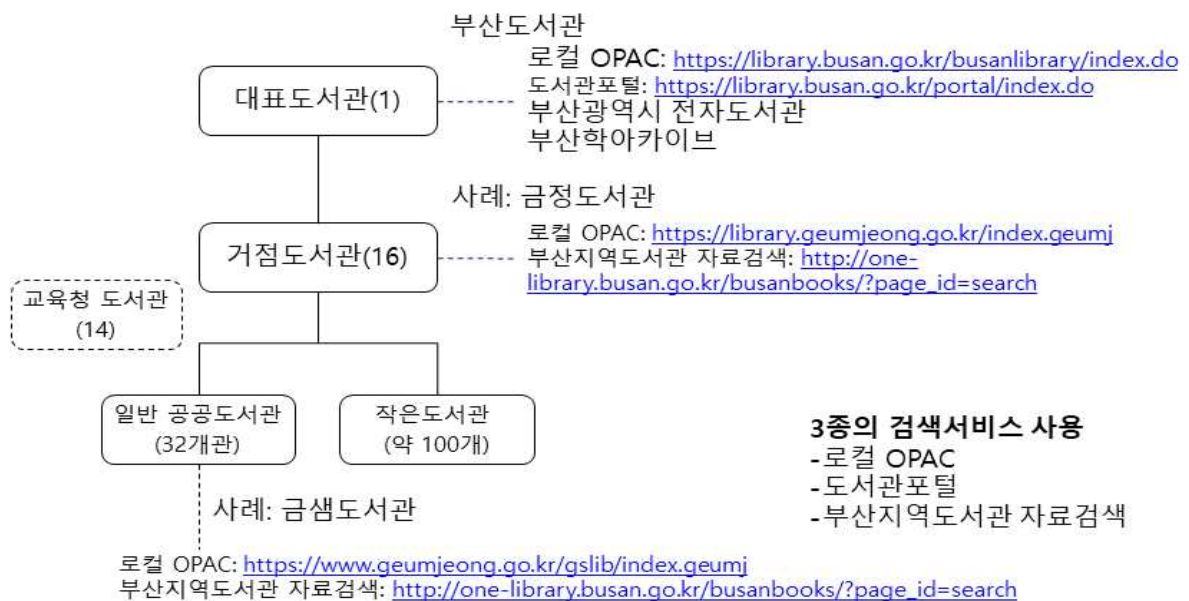 부산도서관
로컬 OPAC: https://library.busan.go.kr/busanlibrary/index.do
도서관포털: https://library.busan.go.kr/portal/index.do
부산광역시 전자도서관
부산학아카이브
대표도서관(1)
사례: 금정도서관
로컬 OPAC: https://library.geumjeong.go.kr/index.geumj
부산지역도서관 자료검색: http://one-
library.busan.go.kr/busanbooks/?page_id=search
거점도서관(16)
교육청 도서관
(14)
일반 공공도서관
(32개관)
작은도서관
(약 100개)
3종의 검색서비스 사용
-로컬 OPAC
-도서관포털
-부산지역도서관 자료검색
사례: 금샘도서관
로컬 OPAC: https://www.geumjeong.go.kr/gslib/index.geumj
부산지역도서관 자료검색: http://one-library.busan.go.kr/busanbooks/?page_id=search